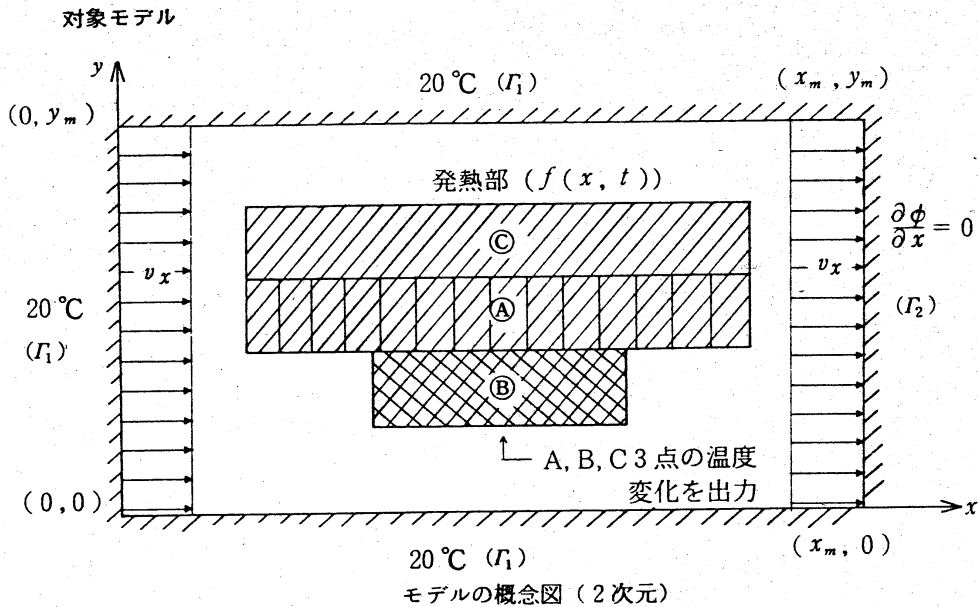 対象モデル
y
20 ℃ (Γ₁)
(x_m, y_m)
(0, y_m)
発熱部 (f(x, t))
Ⓒ
∂φ/∂x = 0
v_x
v_x
20 ℃
(Γ₁)
Ⓐ
(Γ₂)
Ⓑ
A, B, C 3点の温度
変化を出力
(0,0)
x
20 ℃ (Γ₁)
(x_m, 0)
モデルの概念図(2次元)